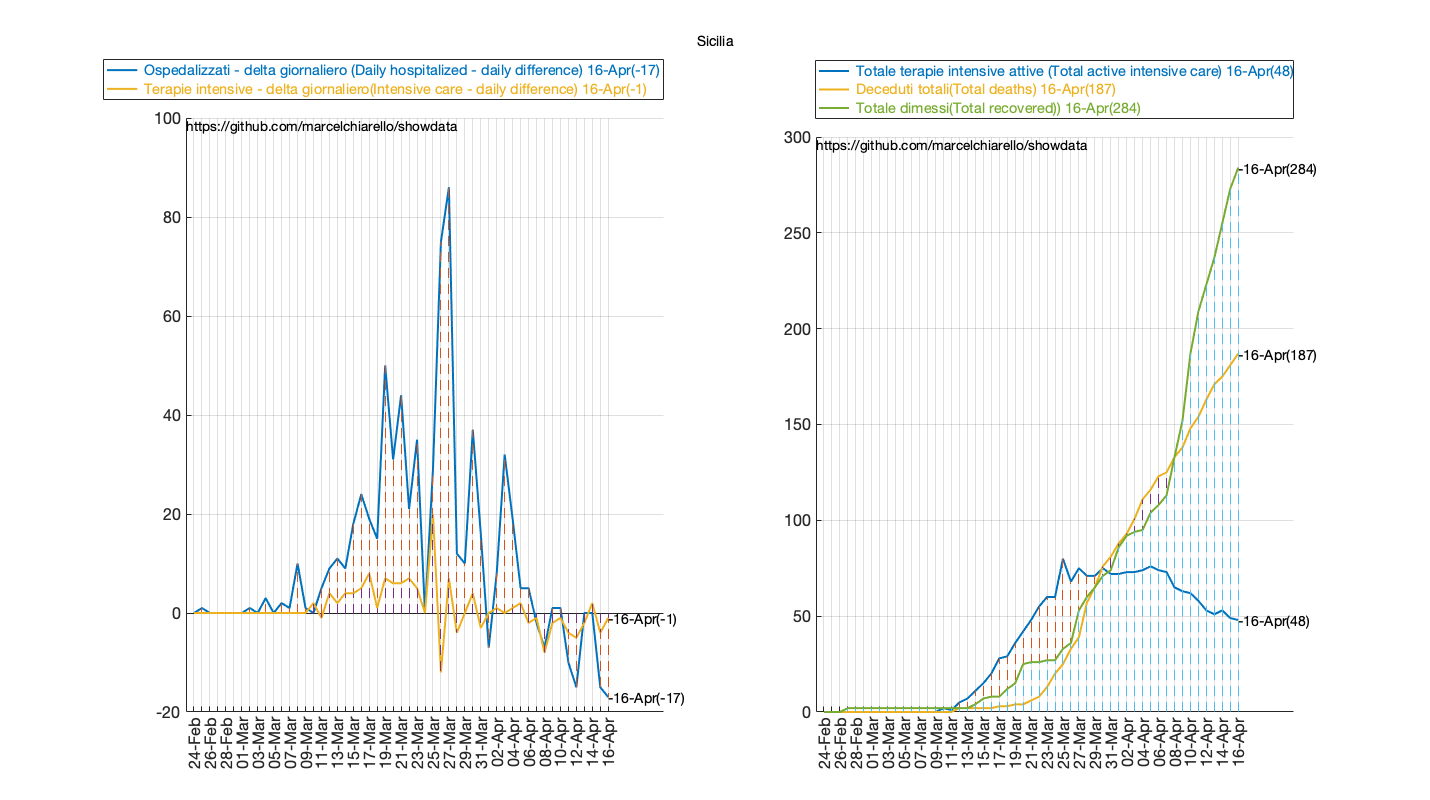 Sicilia
Ospedalizzati - delta giornaliero (Daily hospitalized - daily difference) 16-Apr(-17)
Terapie intensive - delta giornaliero(Intensive care - daily difference) 16-Apr(-1)
https://github.com/marcelchiarello/showdata
100
80
60
40
20
0
-20
-16-Apr(-1)
-16-Apr(-17)
24-Feb
26-Feb
28-Feb
01-Mar
03-Mar
05-Mar
07-Mar
09-Mar
11-Mar
13-Mar
15-Mar
17-Mar
19-Mar
21-Mar
23-Mar
25-Mar
27-Mar
29-Mar
31-Mar
02-Apr
04-Apr
06-Apr
08-Apr
10-Apr
12-Apr
14-Apr
16-Apr
Totale terapie intensive attive (Total active intensive care) 16-Apr(48)
Deceduti totali(Total deaths) 16-Apr(187)
Totale dimessi(Total recovered)) 16-Apr(284)
https://github.com/marcelchiarello/showdata
300
250
200
150
100
50
0
-16-Apr(284)
-16-Apr(187)
-16-Apr(48)
24-Feb
26-Feb
28-Feb
01-Mar
03-Mar
05-Mar
07-Mar
09-Mar
11-Mar
13-Mar
15-Mar
17-Mar
19-Mar
21-Mar
23-Mar
25-Mar
27-Mar
29-Mar
31-Mar
02-Apr
04-Apr
06-Apr
08-Apr
10-Apr
12-Apr
14-Apr
16-Apr